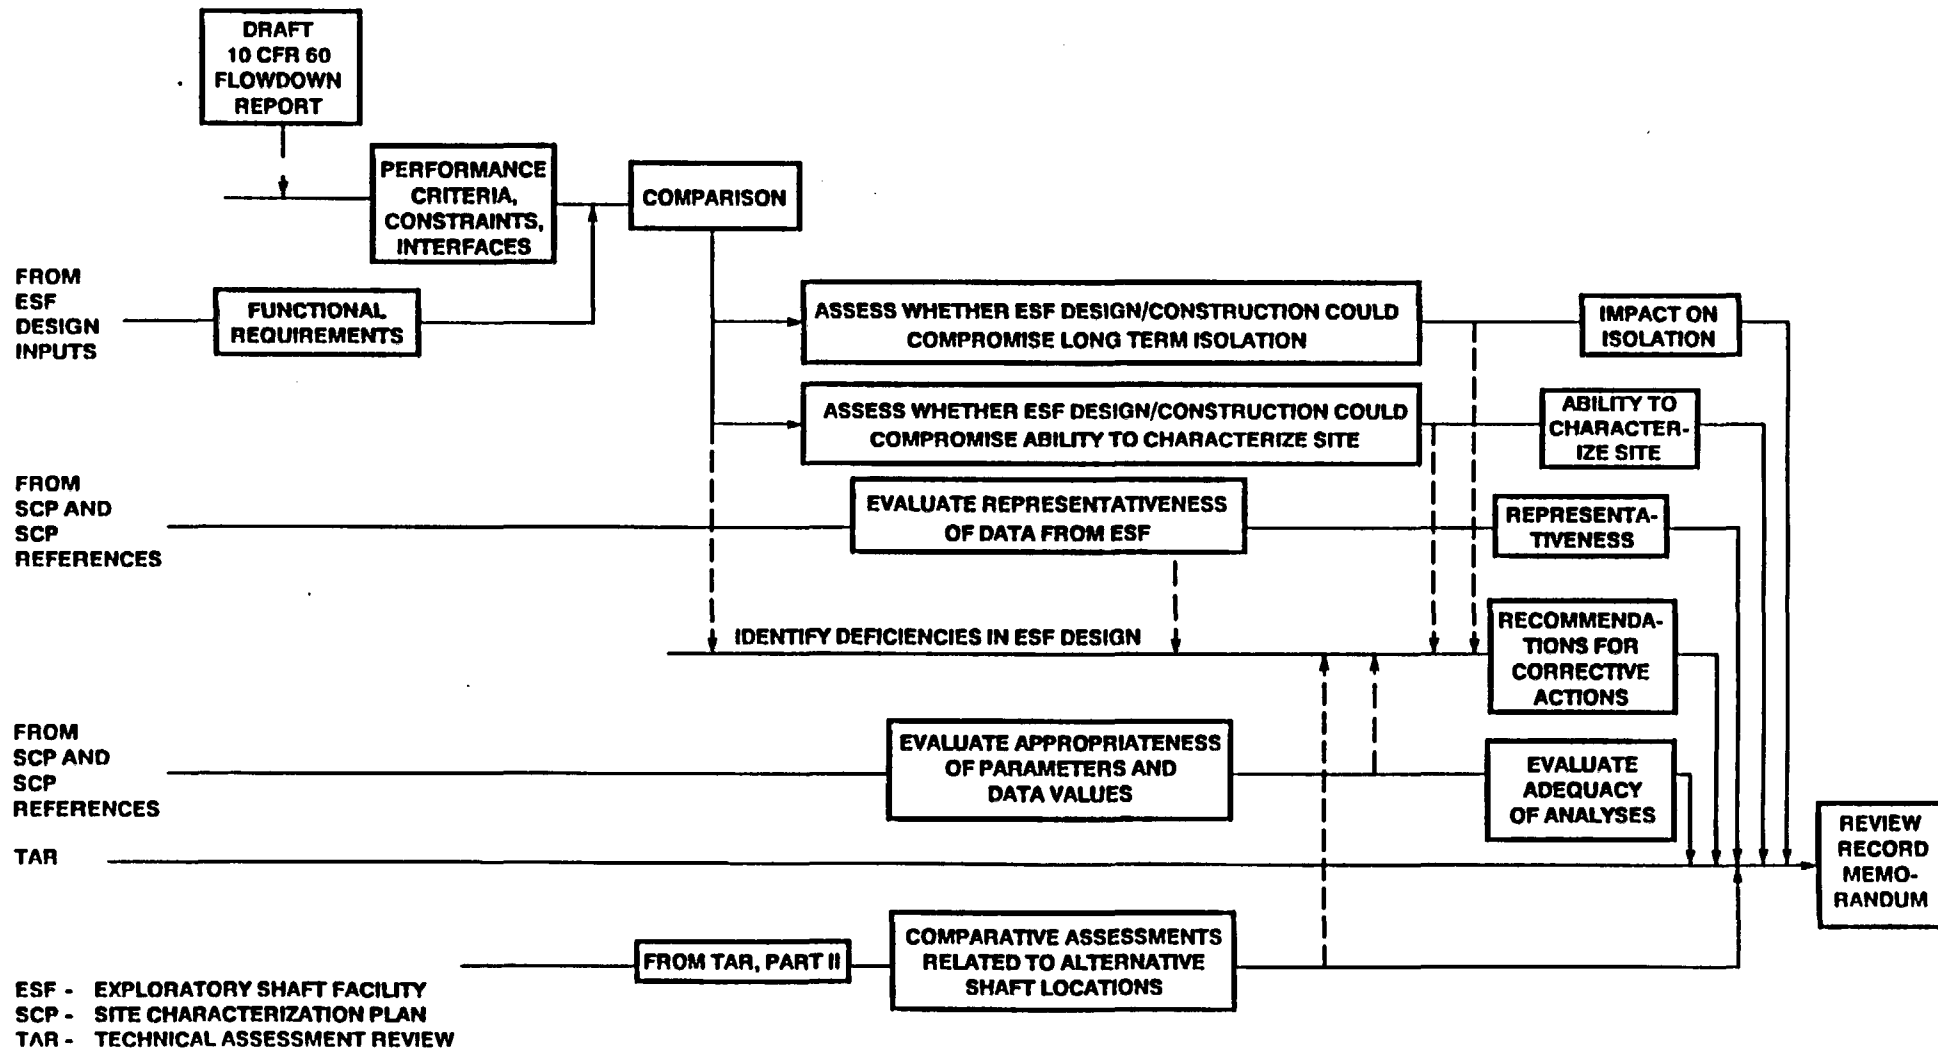 DRAFT
10 CFR 60
FLOWDOWN
REPORT
PERFORMANCE
CRITERIA,
CONSTRAINTS,
INTERFACES
COMPARISON
FROM
ESF
DESIGN
INPUTS
FUNCTIONAL
REQUIREMENTS
ASSESS WHETHER ESF DESIGN/CONSTRUCTION COULD
COMPROMISE LONG TERM ISOLATION
IMPACT ON
ISOLATION
ASSESS WHETHER ESF DESIGN/CONSTRUCTION COULD
COMPROMISE ABILITY TO CHARACTERIZE SITE
ABILITY TO
CHARACTER-
IZE SITE
FROM
SCP AND
SCP
REFERENCES
EVALUATE REPRESENTATIVENESS
OF DATA FROM ESF
REPRESENTA-
TIVENESS
IDENTIFY DEFICIENCIES IN ESF DESIGN
RECOMMENDA-
TIONS FOR
CORRECTIVE
ACTIONS
FROM
SCP AND
SCP
REFERENCES
EVALUATE APPROPRIATENESS
OF PARAMETERS AND
DATA VALUES
EVALUATE
ADEQUACY
OF ANALYSES
TAR
REVIEW
RECORD
MEMO-
RANDUM
FROM TAR, PART II
COMPARATIVE ASSESSMENTS
RELATED TO ALTERNATIVE
SHAFT LOCATIONS
ESF - EXPLORATORY SHAFT FACILITY
SCP - SITE CHARACTERIZATION PLAN
TAR - TECHNICAL ASSESSMENT REVIEW